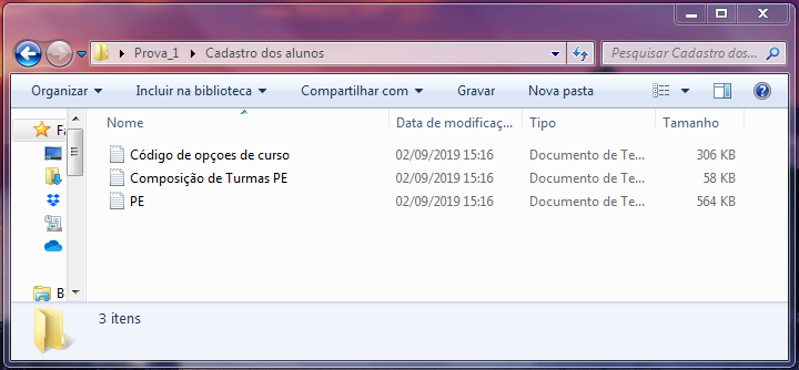 Prova_1 Cadastro dos alunos Pesquisar Cadastro dos...
Organizar Incluir na biblioteca Compartilhar com Gravar Nova pasta
Nome Data de modificaç... Tipo Tamanho
Código de opçoes de curso 02/09/2019 15:16 Documento de Te... 306 KB
Composição de Turmas PE 02/09/2019 15:16 Documento de Te... 58 KB
PE 02/09/2019 15:16 Documento de Te... 564 KB
Fa
B
3 itens